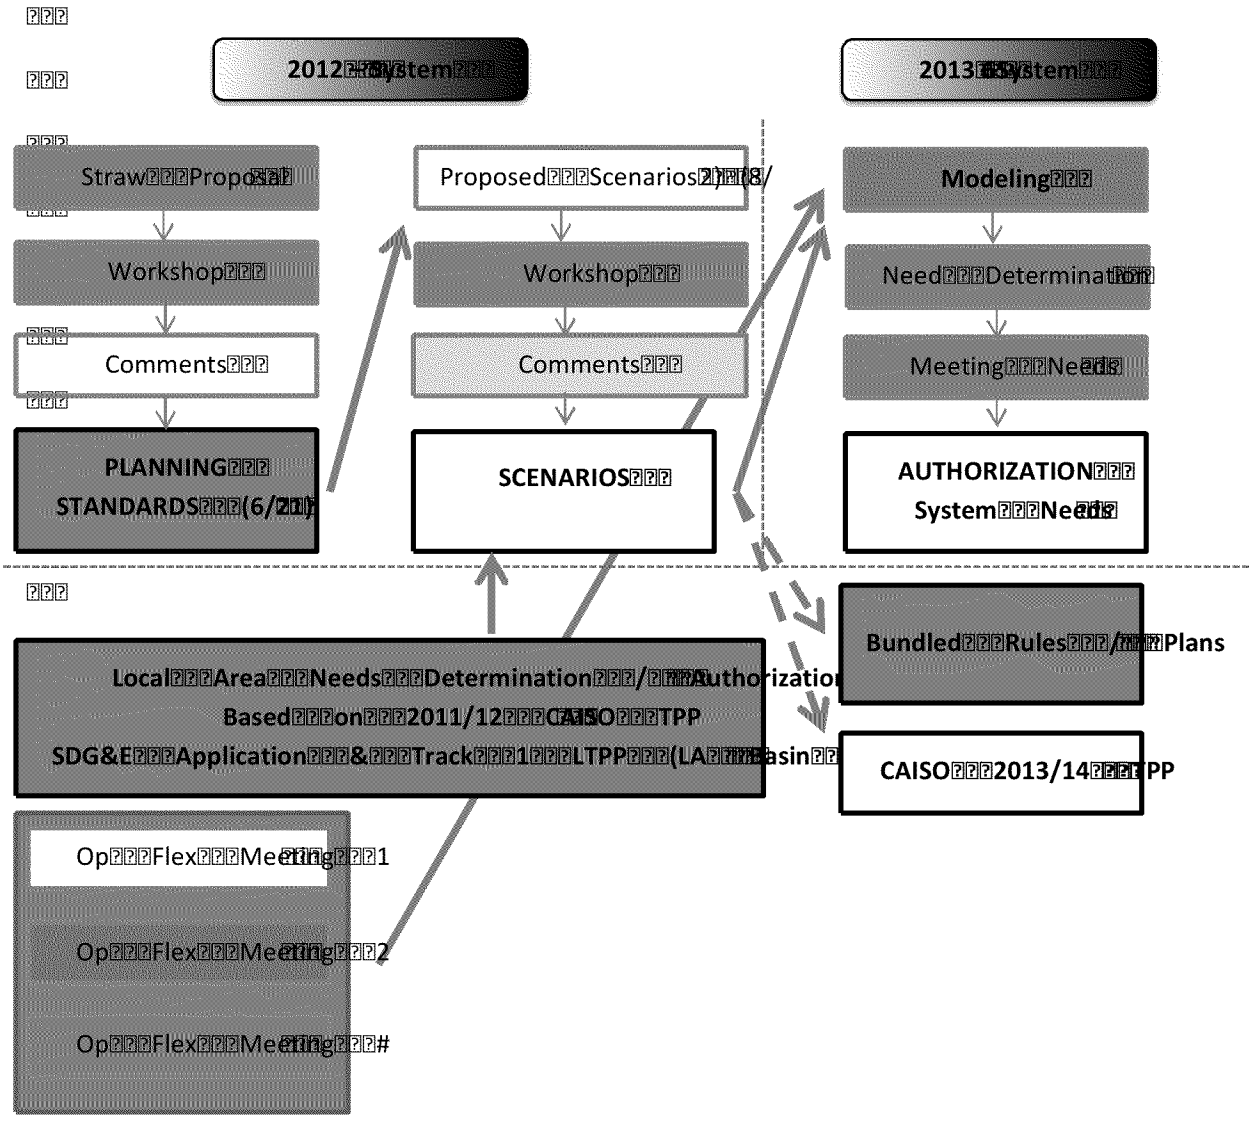 2012 System
2013 System
Straw Proposal
Workshop
Comments
PLANNING
STANDARDS (6/21)
Proposed Scenarios (8/
Workshop
Comments
SCENARIOS
Modeling
Need Determination
Meeting Needs
AUTHORIZATION
System Needs
Bundled Rules / Plans
CAISO 2013/14 TPP
Local Area Needs Determination / Authorization
Based on 2011/12 CAISO TPP
SDG&E Application & Track 1 LTPP (LA Basin
Op Flex Meeting 1
Op Flex Meeting 2
Op Flex Meeting #